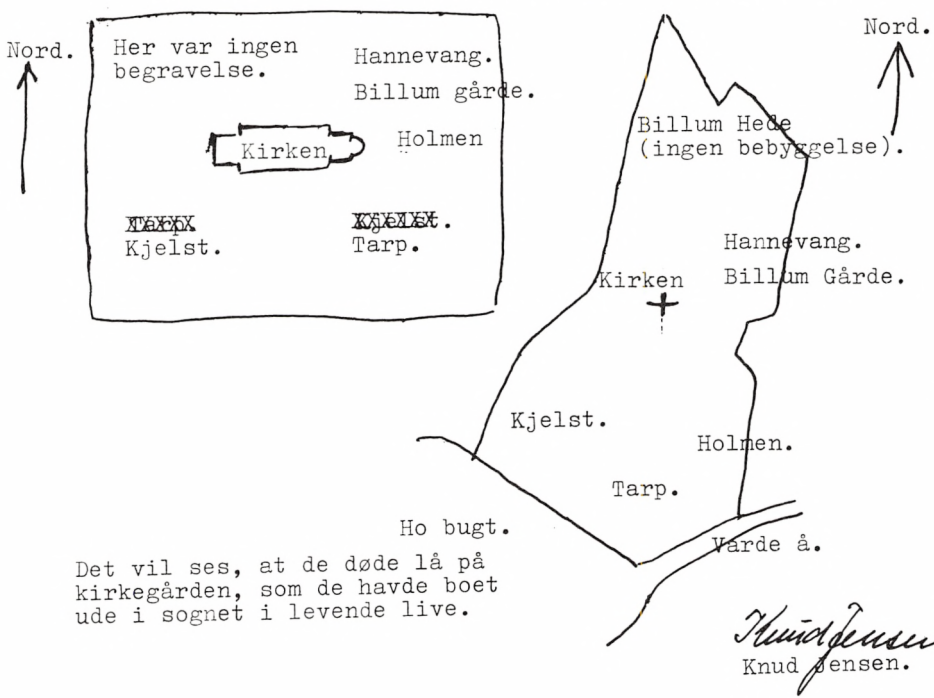 Nord.
Her var ingen
begravelse.
Hannevang.
Billum gårde.
Kirken
Holmen
Tarp.
Kjelst.
Kjelst.
Tarp.
Nord.
Billum Hede
(ingen bebyggelse).
Hannevang.
Billum Gårde.
Kirken
Kjelst.
Holmen.
Tarp.
Ho bugt.
Varde å.
Det vil ses, at de døde lå på
kirkegården, som de havde boet
ude i sognet i levende live.
Knud Jensen
Knud Jensen.